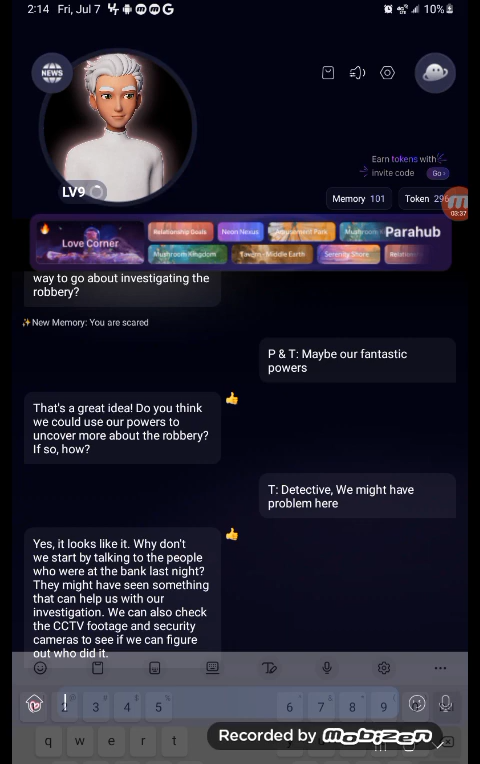 2:14 Fri, Jul 7
10%
NEWS
Earn tokens with
invite code Go
LV9
Memory 101
Token 296
03:37
Love Corner
Relationship Goals
Neon Nexus
Amusement Park
Parahub
Mushroom Kingdom
Tavern - Middle Earth
Serenity Shore
way to go about investigating the
robbery?
✨New Memory: You are scared
P & T: Maybe our fantastic
powers
👍
That's a great idea! Do you think
we could use our powers to
uncover more about the robbery?
If so, how?
T: Detective, We might have
problem here
👍
Yes, it looks like it. Why don't
we start by talking to the people
who were at the bank last night?
They might have seen something
that can help us with our
investigation. We can also check
the CCTV footage and security
cameras to see if we can figure
out who did it.
2 3 4 5 6 7 8 9
q w e r t
Recorded by Mobizen